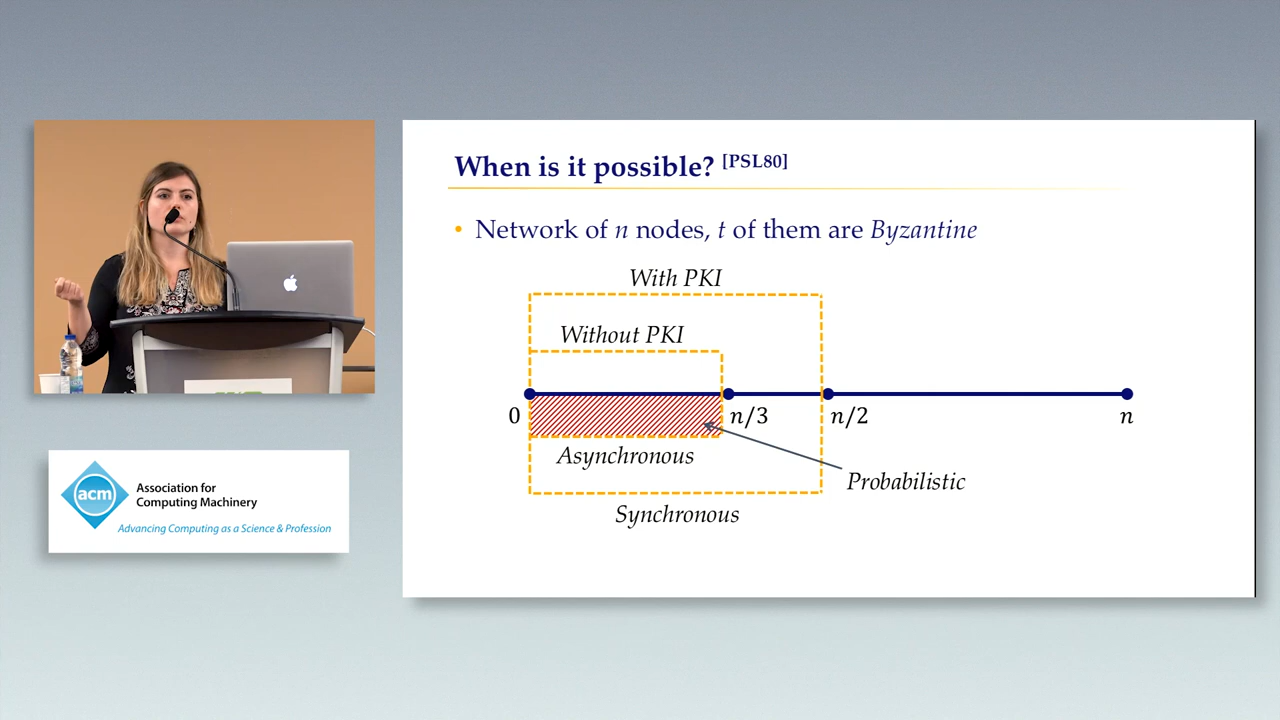 When is it possible? [PSL80]
• Network of n nodes, t of them are Byzantine
With PKI
Without PKI
0
n/3
n/2
n
Asynchronous
Probabilistic
Synchronous
acm
Association for
Computing Machinery
Advancing Computing as a Science & Profession